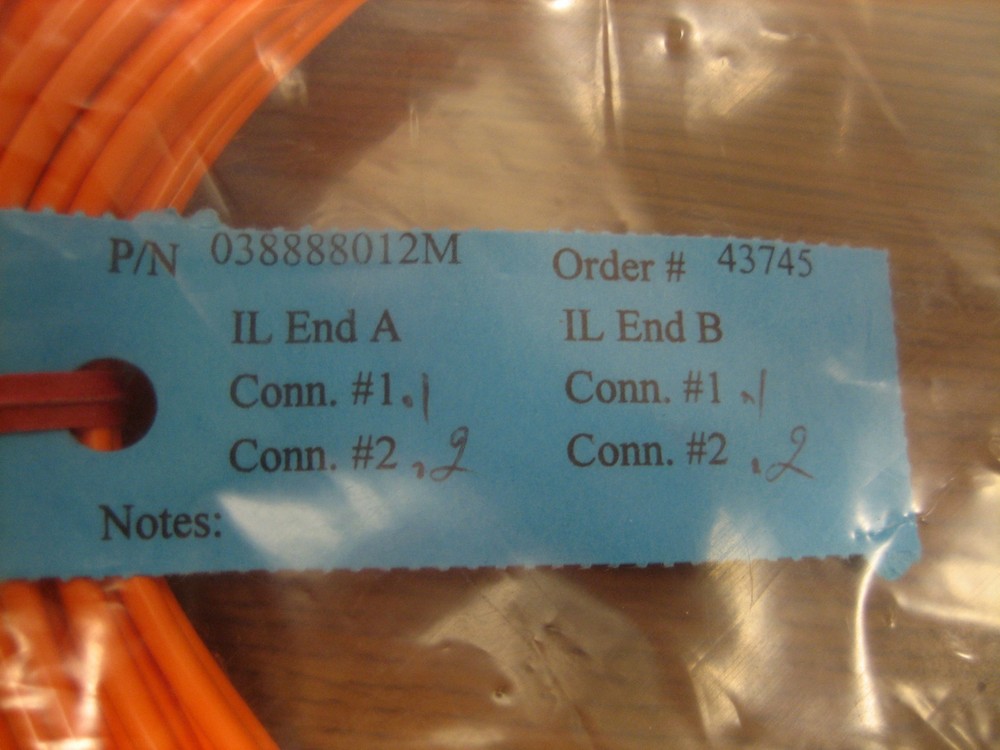 P/N 038888012M Order # 43745
IL End A IL End B
Conn. #1 .1 Conn. #1 .1
Conn. #2 .2 Conn. #2 .2
Notes: